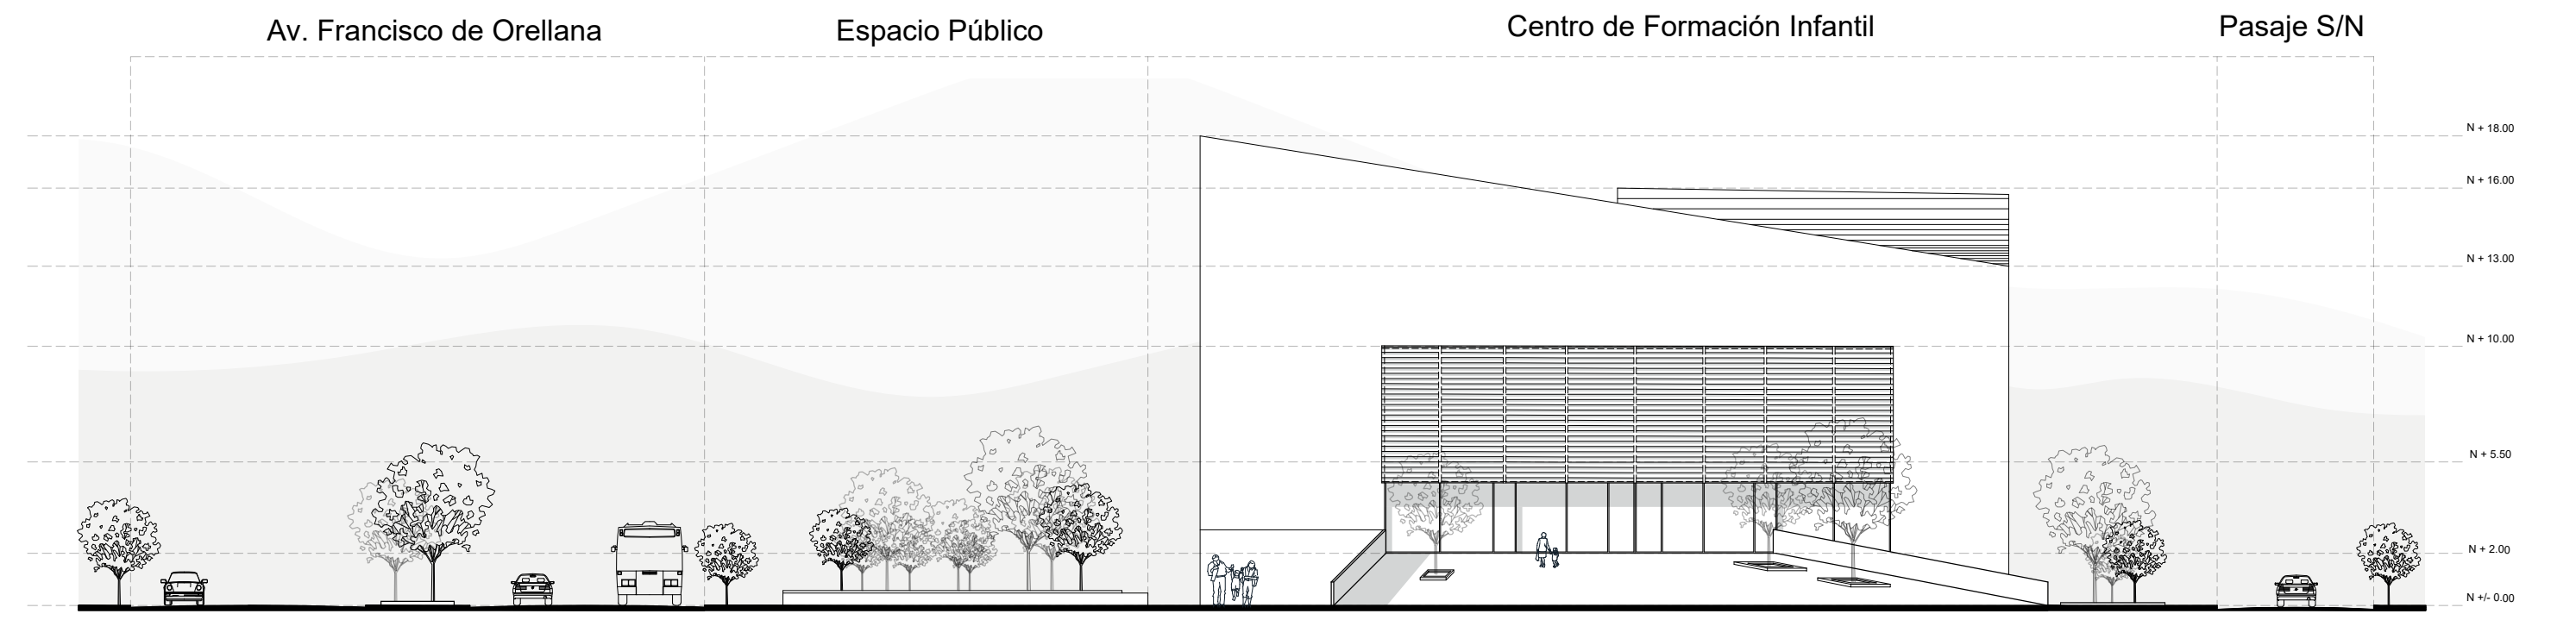 Av. Francisco de Orellana
Espacio Público
Centro de Formación Infantil
Pasaje S/N
N + 18.00
N + 16.00
N + 13.00
N + 10.00
N + 5.50
N + 2.00
N +/- 0.00